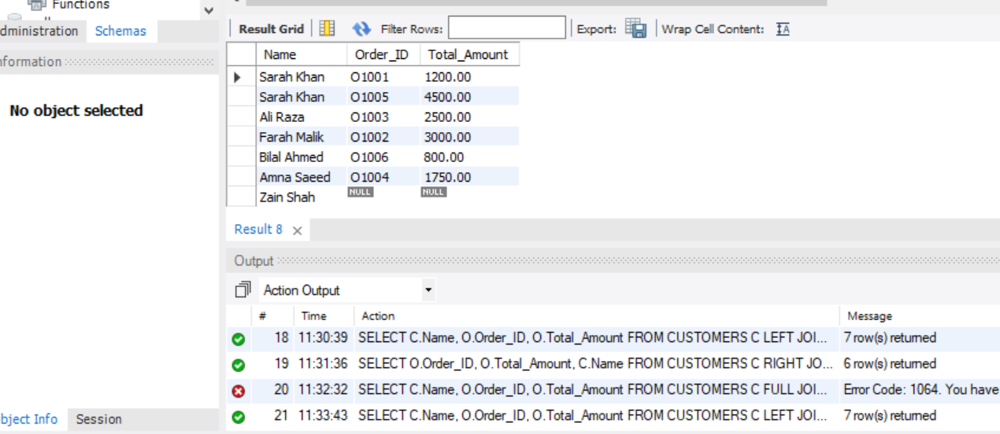 Functions
dministration Schemas
Result Grid Filter Rows: Export: Wrap Cell Content: IA
nformation
No object selected
Name Order_ID Total_Amount
Sarah Khan O1001 1200.00
Sarah Khan O1005 4500.00
Ali Raza O1003 2500.00
Farah Malik O1002 3000.00
Bilal Ahmed O1006 800.00
Amna Saeed O1004 1750.00
Zain Shah NULL NULL
Result 8
Output
Action Output
# Time Action Message
18 11:30:39 SELECT C.Name, O.Order_ID, O.Total_Amount FROM CUSTOMERS C LEFT JOI... 7 row(s) returned
19 11:31:36 SELECT O.Order_ID, O.Total_Amount, C.Name FROM CUSTOMERS C RIGHT JO... 6 row(s) returned
20 11:32:32 SELECT C.Name, O.Order_ID, O.Total_Amount FROM CUSTOMERS C FULL JOI... Error Code: 1064. You have
21 11:33:43 SELECT C.Name, O.Order_ID, O.Total_Amount FROM CUSTOMERS C LEFT JOI... 7 row(s) returned
bject Info Session